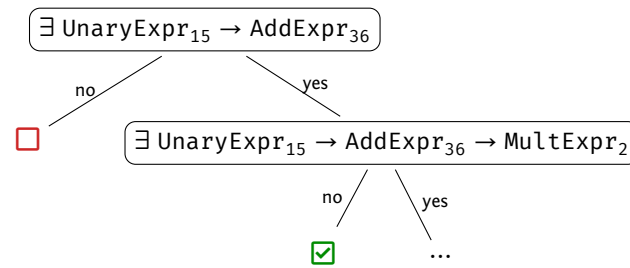 ∃ UnaryExpr₁₅ → AddExpr₃₆
no
yes
∃ UnaryExpr₁₅ → AddExpr₃₆ → MultExpr₂
no
yes
...